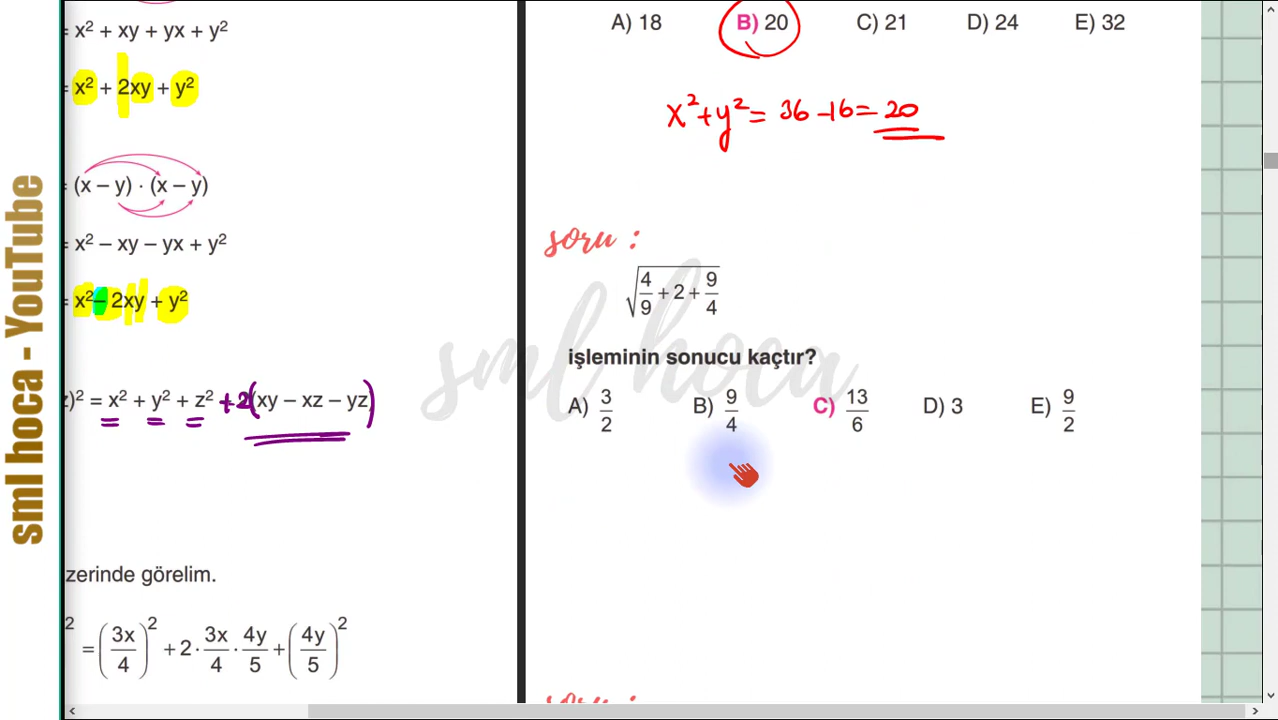 sml hoca - YouTube
= x² + xy + yx + y²
= x² + 2xy + y²
= (x – y) · (x – y)
= x² – xy – yx + y²
= x² – 2xy + y²
z)² = x² + y² + z² +2(xy – xz – yz)
zerinde görelim.
² = (3x/4)² + 2 · 3x/4 · 4y/5 + (4y/5)²
A) 18 B) 20 C) 21 D) 24 E) 32
x² + y² = 36 - 16 = 20
soru :
√(4/9 + 2 + 9/4)
sml hoca
işleminin sonucu kaçtır?
A) 3/2 B) 9/4 C) 13/6 D) 3 E) 9/2